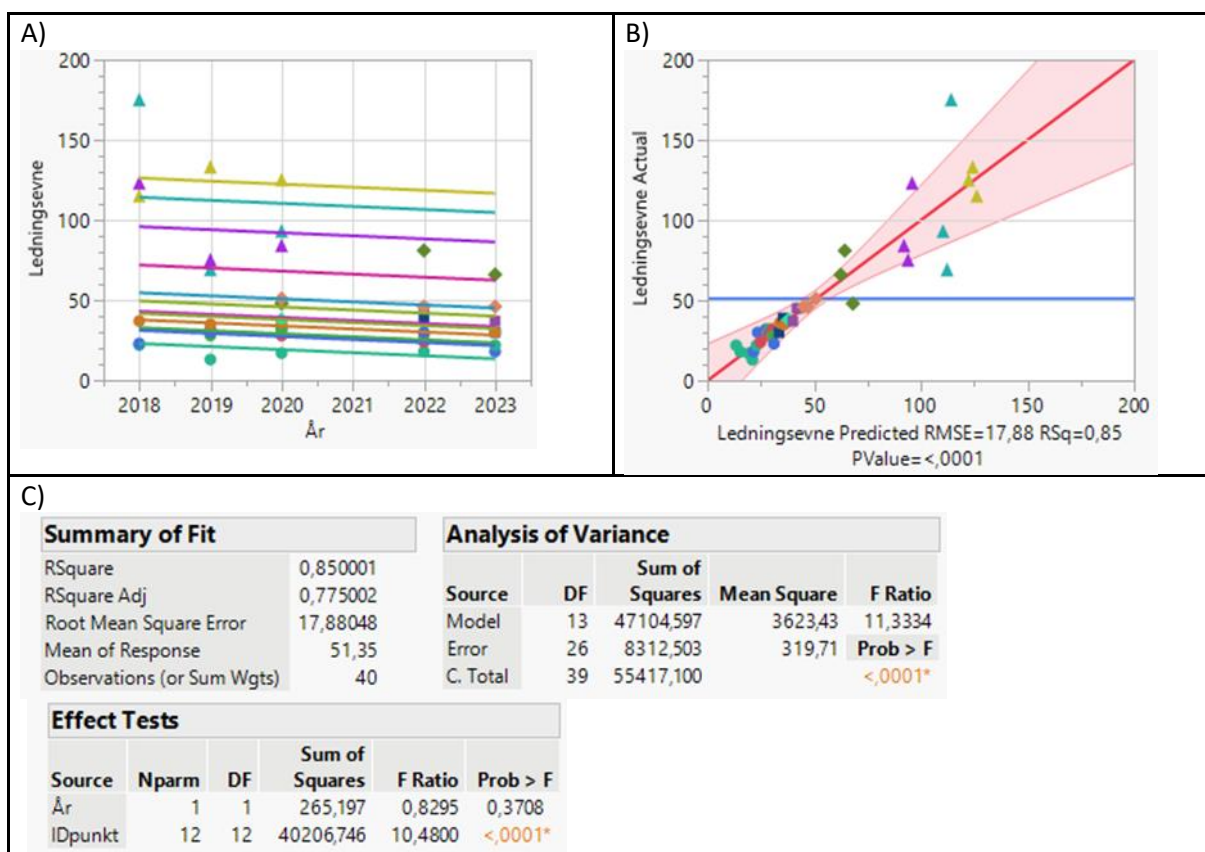 A)
200
150
100
50
0
Ledningsevne
2018 2019 2020 2021 2022 2023
År
B)
200
150
100
50
0
Ledningsevne Actual
0 50 100 150 200
Ledningsevne Predicted RMSE=17,88 RSq=0,85
PValue=<,0001
C)
Summary of Fit
RSquare 0,850001
RSquare Adj 0,775002
Root Mean Square Error 17,88048
Mean of Response 51,35
Observations (or Sum Wgts) 40
Analysis of Variance
Sum of
Source DF Squares Mean Square F Ratio
Model 13 47104,597 3623,43 11,3334
Error 26 8312,503 319,71 Prob > F
C. Total 39 55417,100 <,0001*
Effect Tests
Sum of
Source Nparm DF Squares F Ratio Prob > F
År 1 1 265,197 0,8295 0,3708
IDpunkt 12 12 40206,746 10,4800 <,0001*